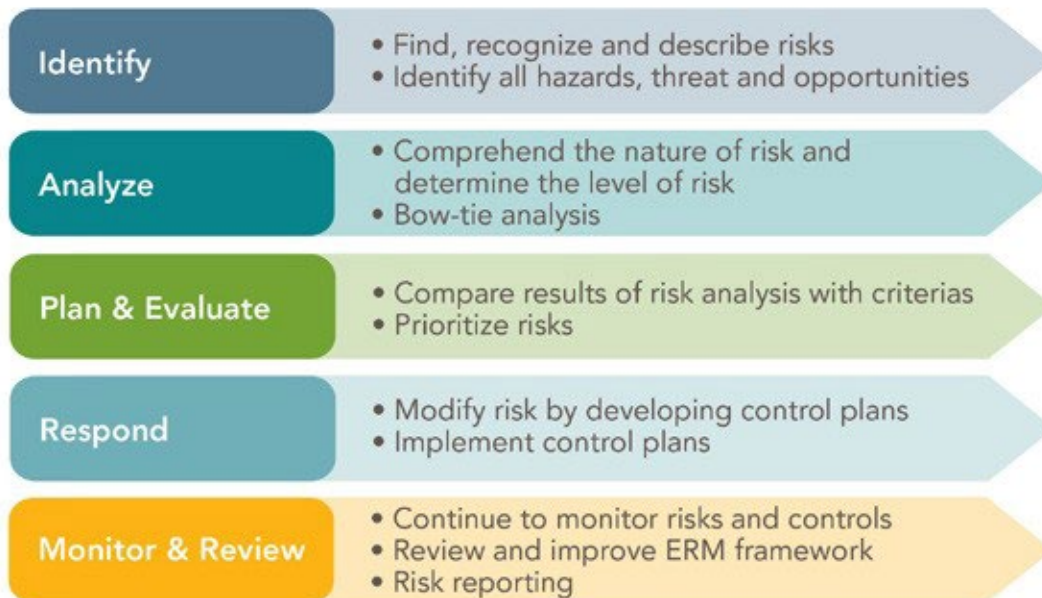 Identify
• Find, recognize and describe risks
• Identify all hazards, threat and opportunities
Analyze
• Comprehend the nature of risk and
determine the level of risk
• Bow-tie analysis
Plan & Evaluate
• Compare results of risk analysis with criterias
• Prioritize risks
Respond
• Modify risk by developing control plans
• Implement control plans
Monitor & Review
• Continue to monitor risks and controls
• Review and improve ERM framework
• Risk reporting